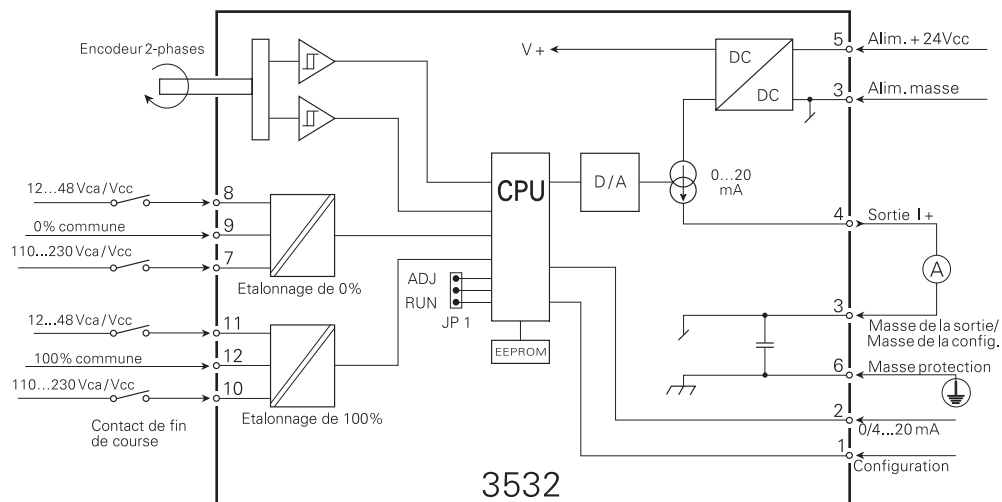 Encodeur 2-phases
V +
DC
DC
5
Alim. + 24Vcc
3
Alim. masse
12...48 Vca/Vcc
8
0% commune
9
110...230 Vca/Vcc
7
Etalonnage de 0%
CPU
D/A
0...20
mA
4
Sortie I +
A
ADJ
RUN
JP 1
EEPROM
12...48 Vca/Vcc
11
100% commune
12
110...230 Vca/Vcc
10
Etalonnage de 100%
Contact de fin
de course
3
Masse de la sortie/
Masse de la config.
6
Masse protection
2
0/4...20 mA
1
Configuration
3532